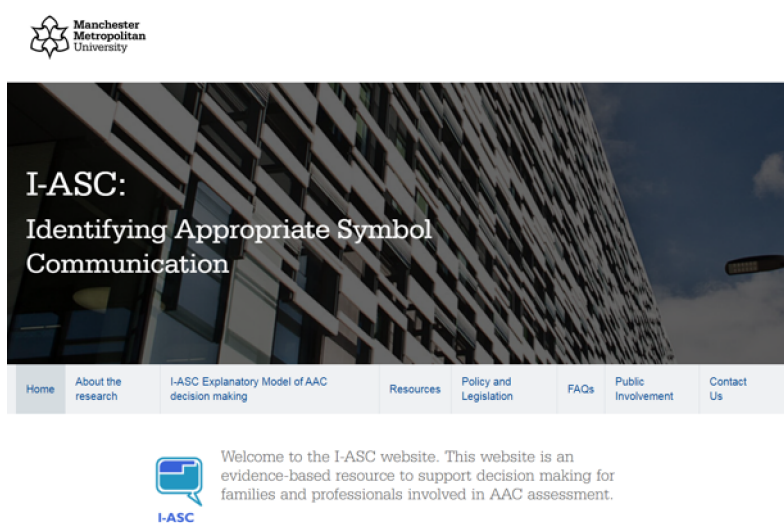 Manchester
Metropolitan
University
I-ASC:
Identifying Appropriate Symbol
Communication
Home
About the
research
I-ASC Explanatory Model of AAC
decision making
Resources
Policy and
Legislation
FAQs
Public
Involvement
Contact
Us
Welcome to the I-ASC website. This website is an
evidence-based resource to support decision making for
families and professionals involved in AAC assessment.
I-ASC